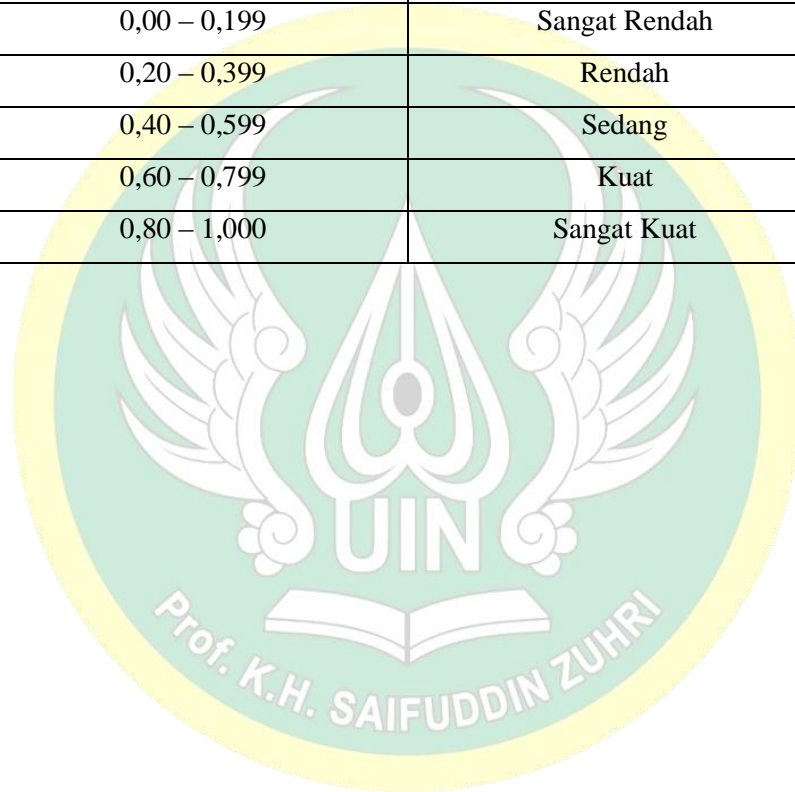 0,00 – 0,199 Sangat Rendah
0,20 – 0,399 Rendah
0,40 – 0,599 Sedang
0,60 – 0,799 Kuat
0,80 – 1,000 Sangat Kuat
UIN
Prof. K.H. SAIFUDDIN ZUHRI